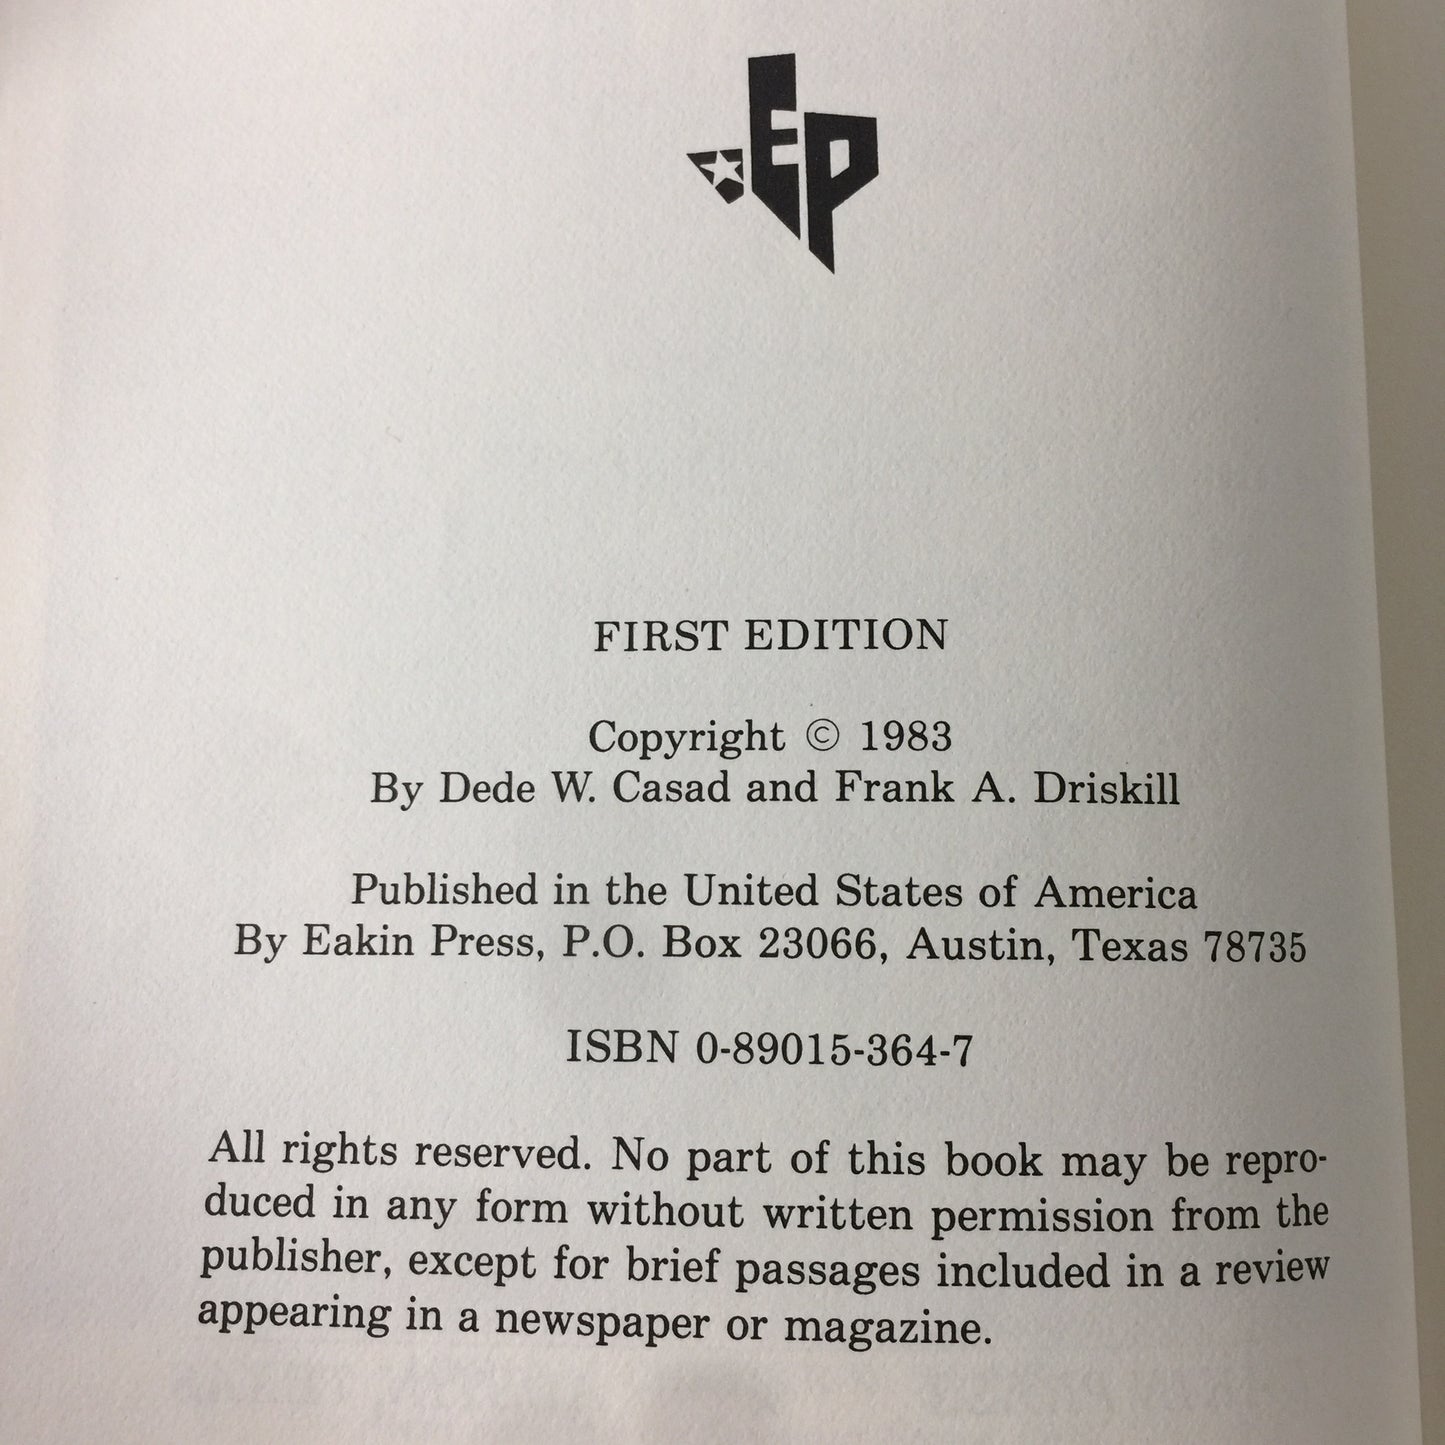 EP
FIRST EDITION
Copyright © 1983
By Dede W. Casad and Frank A. Driskill
Published in the United States of America
By Eakin Press, P.O. Box 23066, Austin, Texas 78735
ISBN 0-89015-364-7
All rights reserved. No part of this book may be repro-
duced in any form without written permission from the
publisher, except for brief passages included in a review
appearing in a newspaper or magazine.